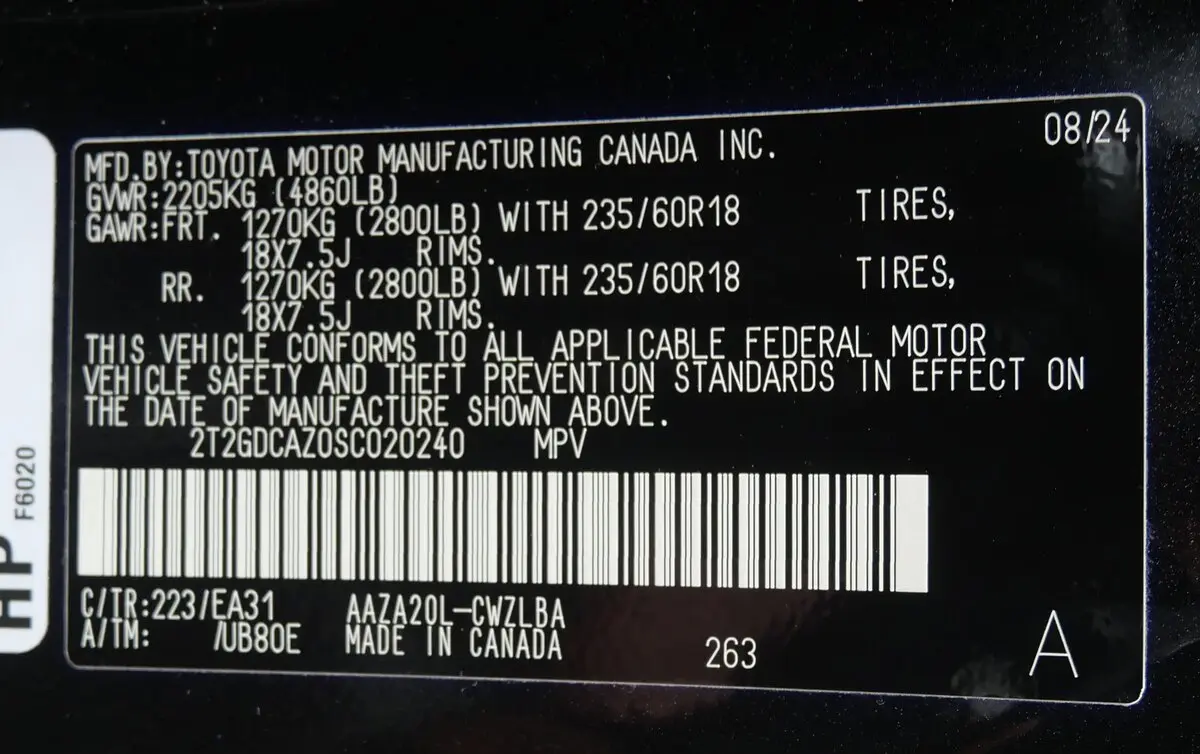 08/24
MFD.BY:TOYOTA MOTOR MANUFACTURING CANADA INC.
GVWR:2205KG (4860LB)
GAWR:FRT. 1270KG (2800LB) WITH 235/60R18 TIRES,
18X7.5J RIMS.
RR. 1270KG (2800LB) WITH 235/60R18 TIRES,
18X7.5J RIMS.
THIS VEHICLE CONFORMS TO ALL APPLICABLE FEDERAL MOTOR
VEHICLE SAFETY AND THEFT PREVENTION STANDARDS IN EFFECT ON
THE DATE OF MANUFACTURE SHOWN ABOVE.
2T2GDCAZ0SC020240 MPV
C/TR:223/EA31 AAZA20L-CWZLBA
A/TM: /UB80E MADE IN CANADA
263
A
F6020